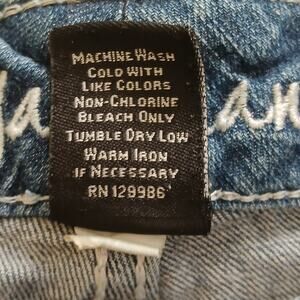 Machine Wash
Cold With
Like Colors
Non-Chlorine
Bleach Only
Tumble Dry Low
Warm Iron
if Necessary
RN 129986